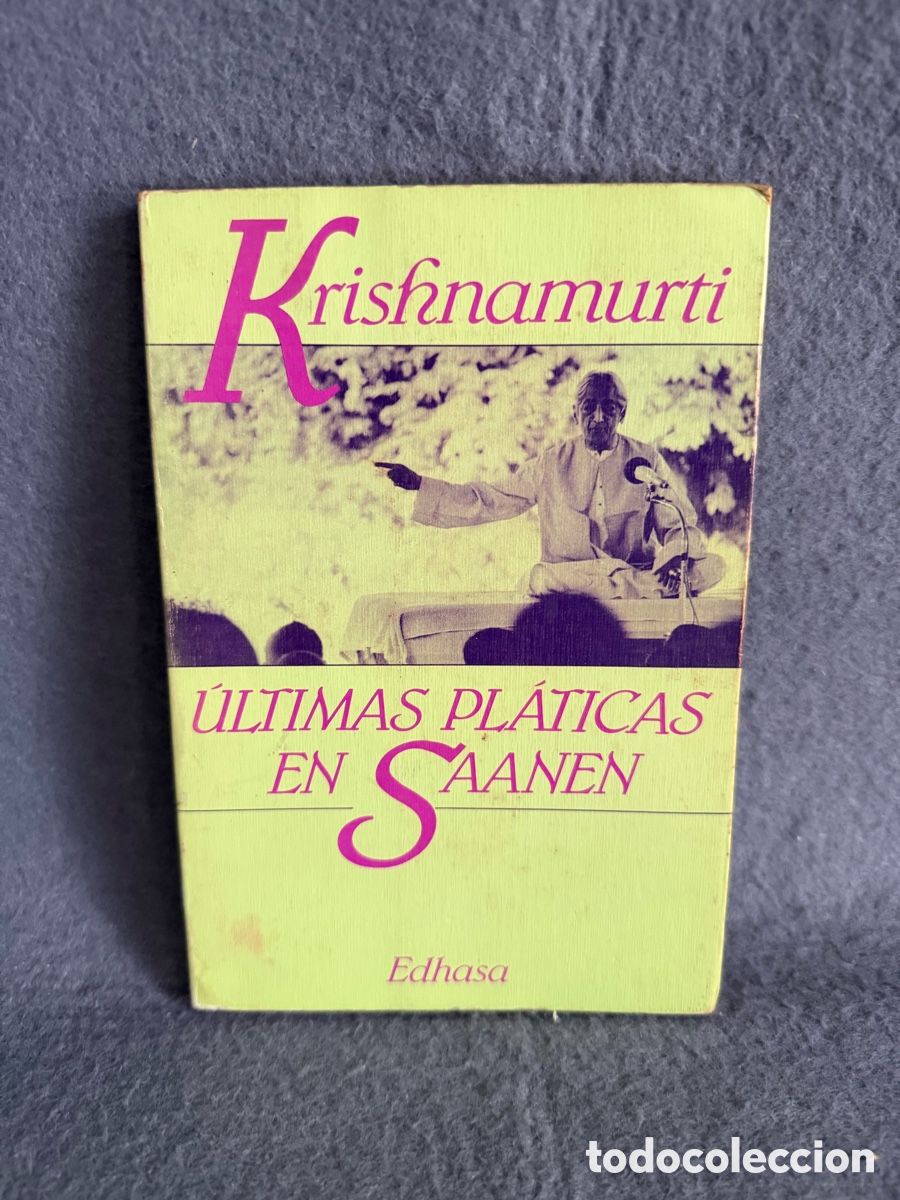 Krishnamurti
ÚLTIMAS PLÁTICAS
EN SAANEN
Edhasa
todocoleccion